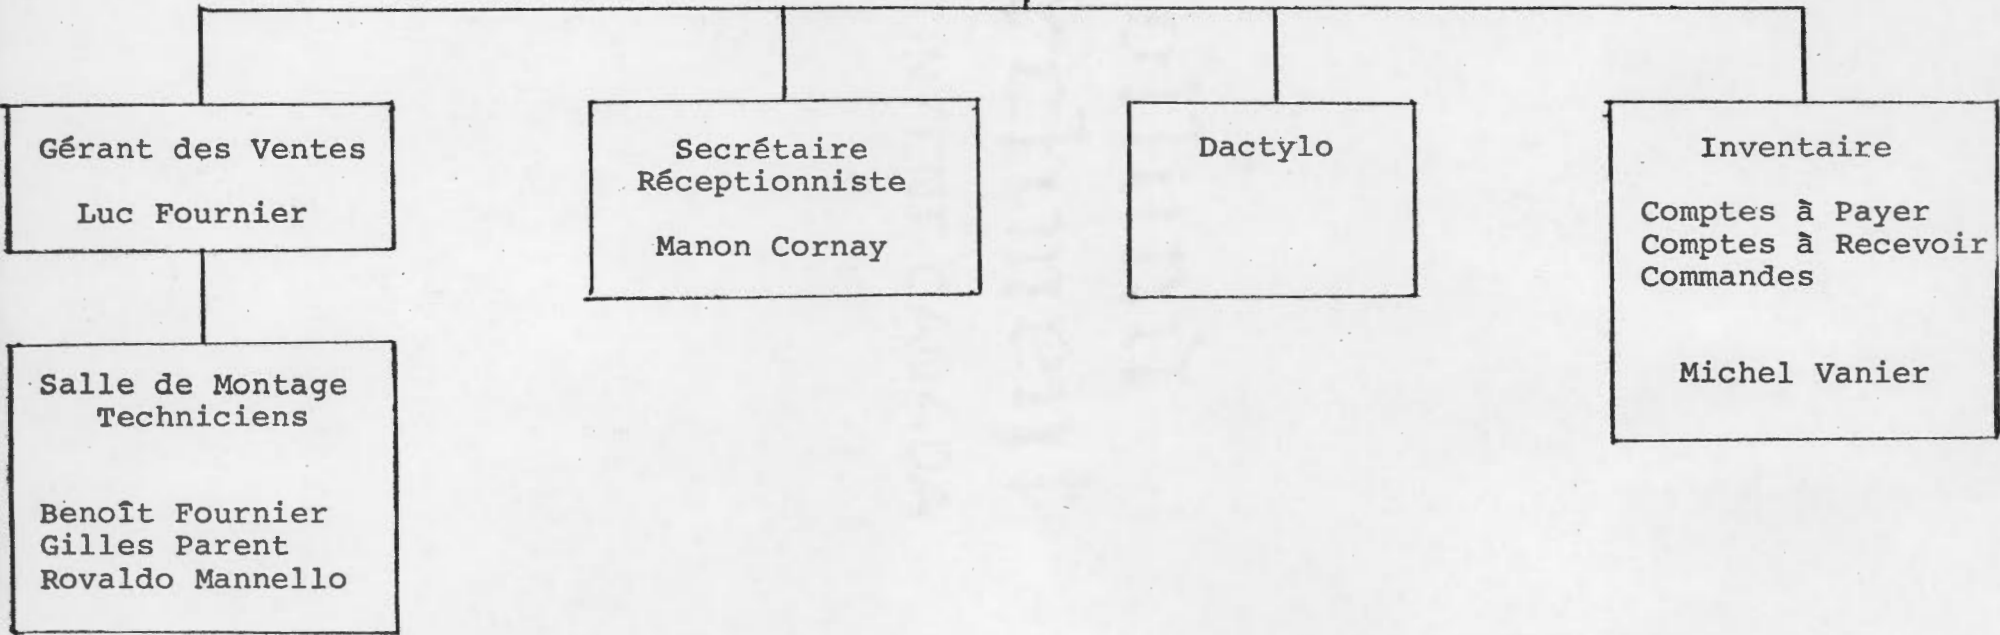 Gérant des Ventes
Luc Fournier
Secrétaire
Réceptionniste
Manon Cornay
Dactylo
Inventaire
Comptes à Payer
Comptes à Recevoir
Commandes
Michel Vanier
Salle de Montage
Techniciens
Benoît Fournier
Gilles Parent
Rovaldo Mannello